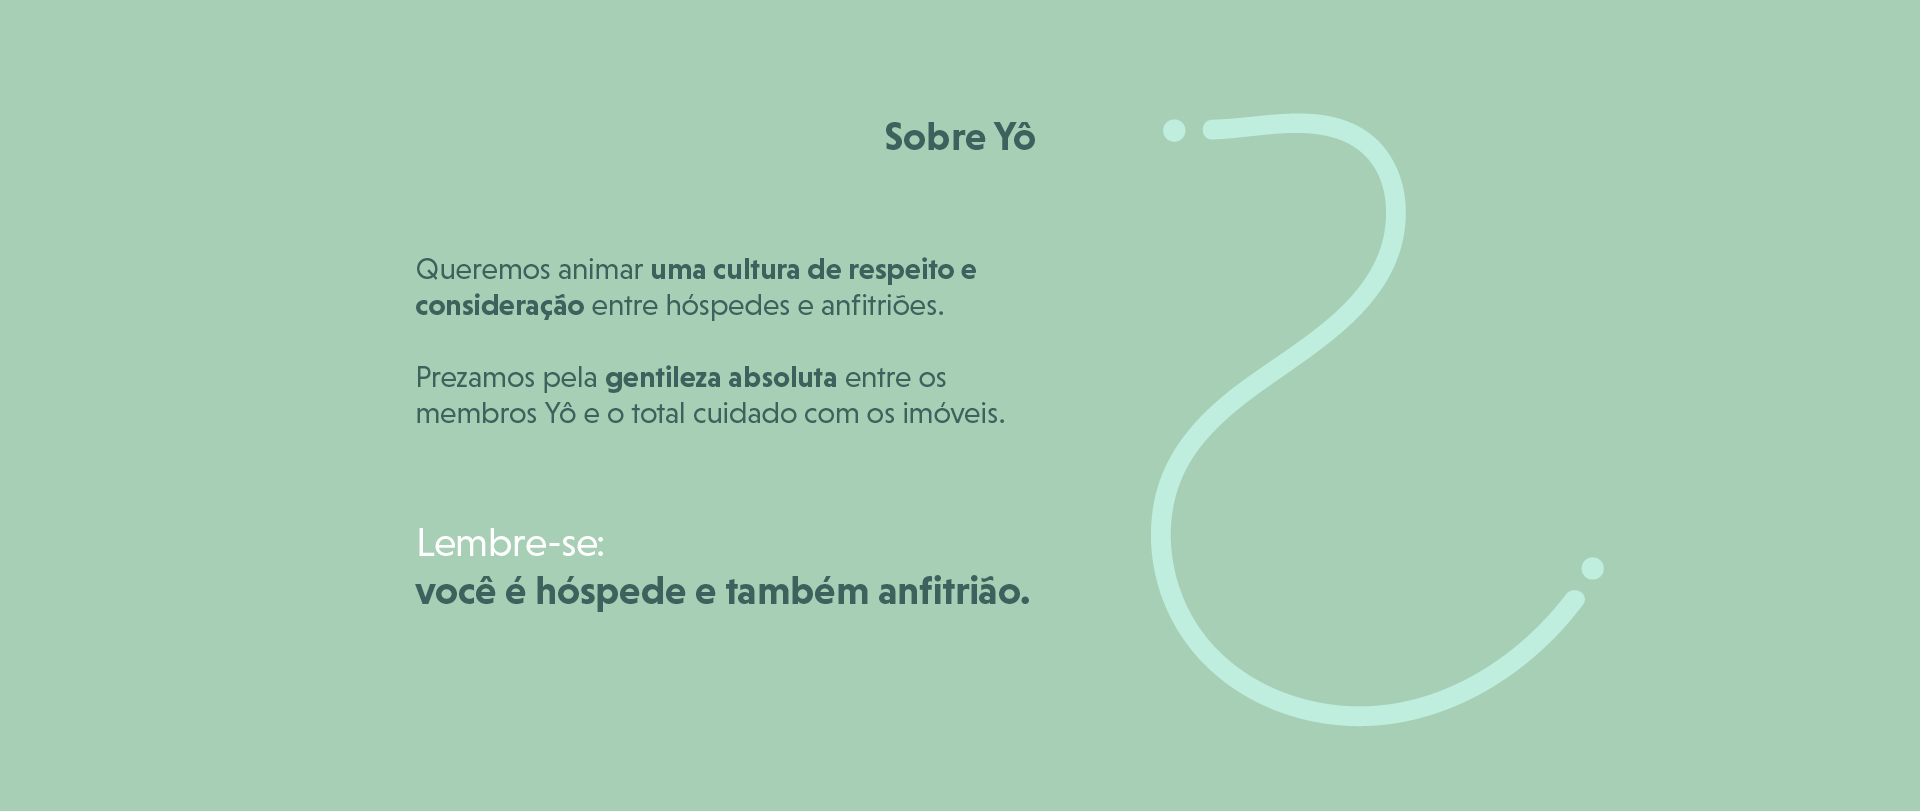 Sobre Yô
Queremos animar uma cultura de respeito e
consideração entre hóspedes e anfitriões.
Prezamos pela gentileza absoluta entre os
membros Yô e o total cuidado com os imóveis.
Lembre-se:
você é hóspede e também anfitrião.